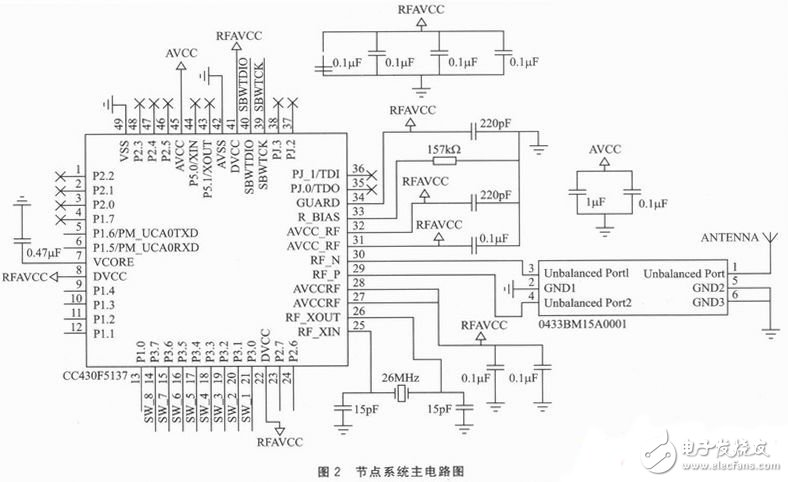 RFAVCC
0.1μF
0.1μF
0.1μF
0.1μF
AVCC
RFAVCC
SBWTDIO
SBWTCK
49
48
47
46
45
44
43
42
41
40
39
38
37
VSS
P2.3
P2.4
P2.5
AVCC
P5.0/XIN
P5.1/XOUT
AVSS
DVCC
SBWTDIO
SBWTCK
PJ.3
PJ.2
1 P2.2
2 P2.1
3 P2.0
4 P1.7
5 P1.6/PM_UCA0TXD
6 P1.5/PM_UCA0RXD
7 VCORE
8 DVCC
9 P1.4
10 P1.3
11 P1.2
12 P1.1
0.47μF
RFAVCC
PJ_1/TDI 36
PJ.0/TDO 35
GUARD 34
R_BIAS 33
AVCC_RF 32
AVCC_RF 31
RF_N 30
RF_P 29
AVCCRF 28
AVCCRF 27
RF_XOUT 26
RF_XIN 25
RFAVCC
220pF
157kΩ
RFAVCC
220pF
RFAVCC
0.1μF
AVCC
1μF
0.1μF
ANTENNA
3 Unbalanced Port1
2 GND1
4 Unbalanced Port2
Unbalanced Port 1
GND2 5
GND3 6
0433BM15A0001
RFAVCC
0.1μF
0.1μF
26MHz
15pF
15pF
CC430F5137
P1.0
P3.7
P3.6
P3.5
P3.4
P3.3
P3.2
P3.1
P3.0
DVCC
P2.7
P2.6
13
14
15
16
17
18
19
20
21
22
23
24
SW_8
SW_7
SW_6
SW_5
SW_4
SW_3
SW_2
SW_1
RFAVCC
图 2 节点系统主电路图
电子发烧友
www.elecfans.com